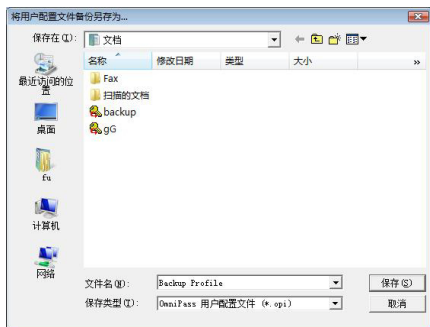 将用户配置文件备份另存为...
保存在(I): 文档
名称 修改日期 类型 大小 »
最近访问的位置
桌面
fu
计算机
网络
Fax
扫描的文档
backup
gG
文件名(N): Backup Profile 保存(S)
保存类型(T): OmniPass 用户配置文件 (*.opi) 取消